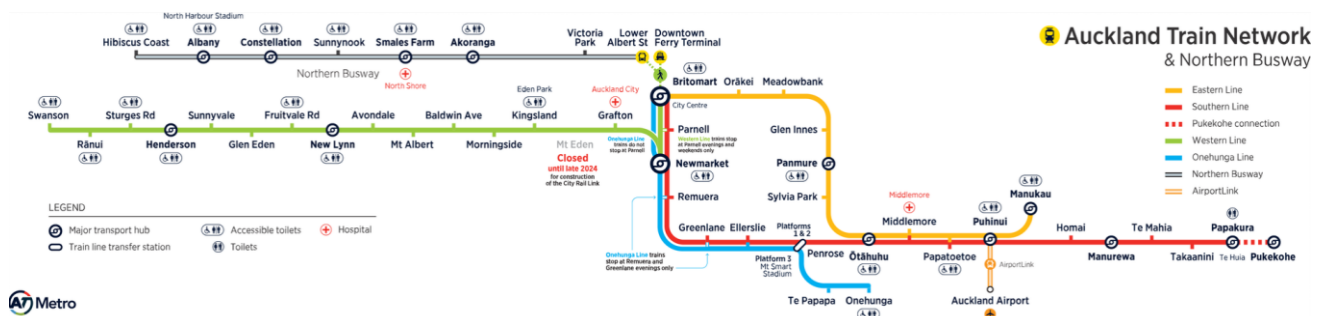 North Harbour Stadium
Hibiscus Coast
Albany
Constellation
Sunnynook
Smales Farm
Akoranga
Victoria
Park
Lower
Albert St
Downtown
Ferry Terminal
Northern Busway
North Shore
Auckland Train Network
& Northern Busway
Eastern Line
Southern Line
Pukekohe connection
Western Line
Onehunga Line
Northern Busway
AirportLink
Swanson
Rānui
Sturges Rd
Henderson
Sunnyvale
Glen Eden
Fruitvale Rd
New Lynn
Avondale
Mt Albert
Baldwin Ave
Morningside
Eden Park
Kingsland
Mt Eden
Closed
until late 2024
for construction
of the City Rail Link
Auckland City
Grafton
Onehunga Line
trains do not
stop at Parnell
Britomart
City Centre
Orākei
Meadowbank
Parnell
Western Line trains stop
at Parnell evenings and
weekends only
Newmarket
Remuera
Glen Innes
Panmure
Sylvia Park
Greenlane
Ellerslie
Platforms
1 & 2
Penrose
Onehunga Line trains
stop at Remuera and
Greenlane evenings only
Platform 3
Mt Smart
Stadium
Te Papapa
Onehunga
Ōtāhuhu
Middlemore
Middlemore
Papatoetoe
Puhinui
Manukau
AirportLink
Auckland Airport
Homai
Manurewa
Te Mahia
Takaanini
Papakura
Te Huia
Pukekohe
LEGEND
Major transport hub
Train line transfer station
Accessible toilets
Toilets
Hospital
AT Metro